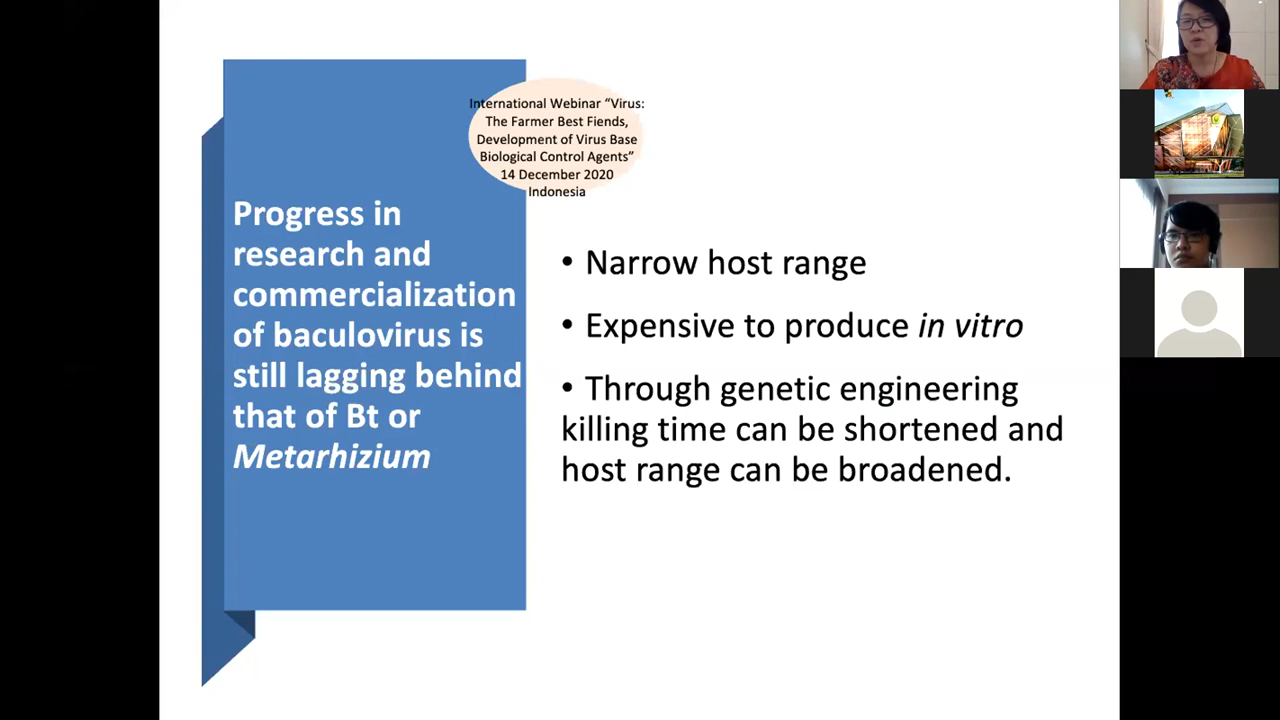 International Webinar “Virus:
The Farmer Best Fiends,
Development of Virus Base
Biological Control Agents”
14 December 2020
Indonesia
Progress in
research and
commercialization
of baculovirus is
still lagging behind
that of Bt or
Metarhizium
• Narrow host range
• Expensive to produce in vitro
• Through genetic engineering
killing time can be shortened and
host range can be broadened.